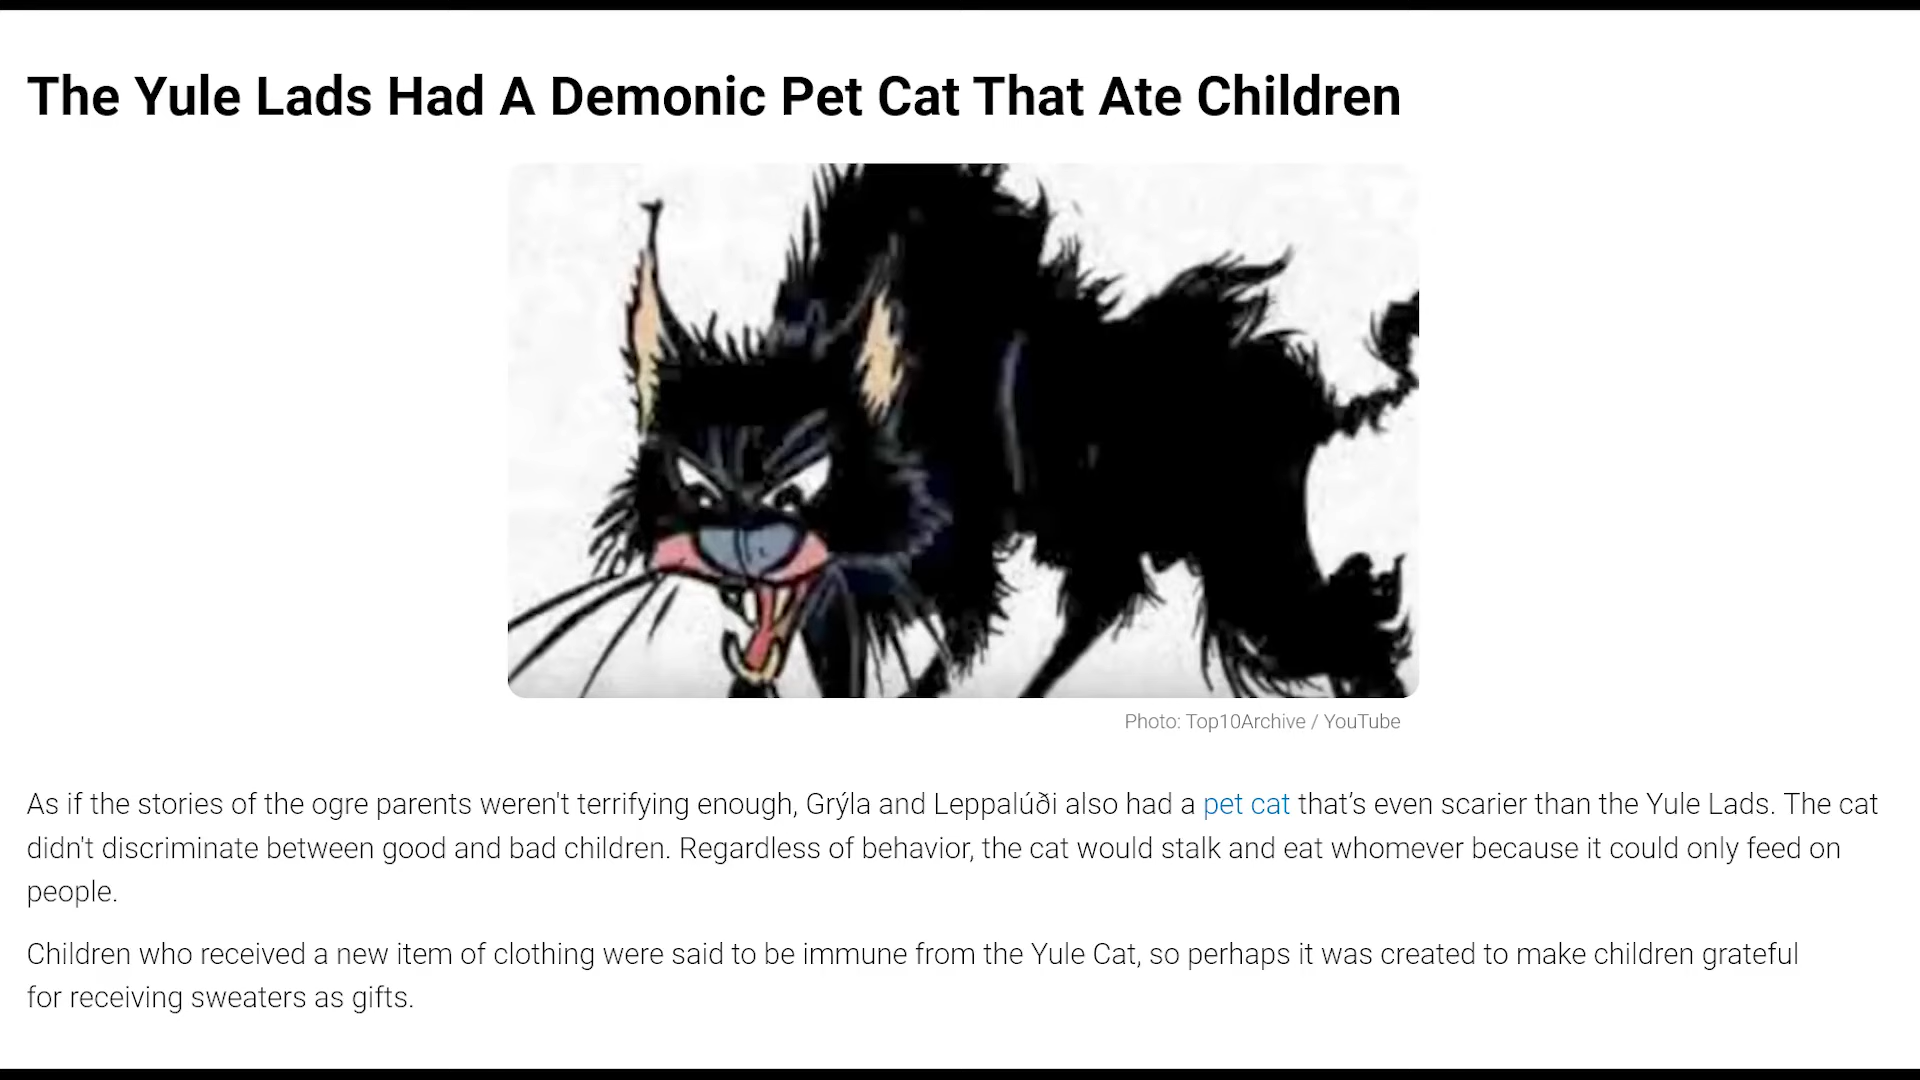 The Yule Lads Had A Demonic Pet Cat That Ate Children
Photo: Top10Archive / YouTube
As if the stories of the ogre parents weren't terrifying enough, Grýla and Leppalúði also had a pet cat that’s even scarier than the Yule Lads. The cat
didn't discriminate between good and bad children. Regardless of behavior, the cat would stalk and eat whomever because it could only feed on
people.
Children who received a new item of clothing were said to be immune from the Yule Cat, so perhaps it was created to make children grateful
for receiving sweaters as gifts.